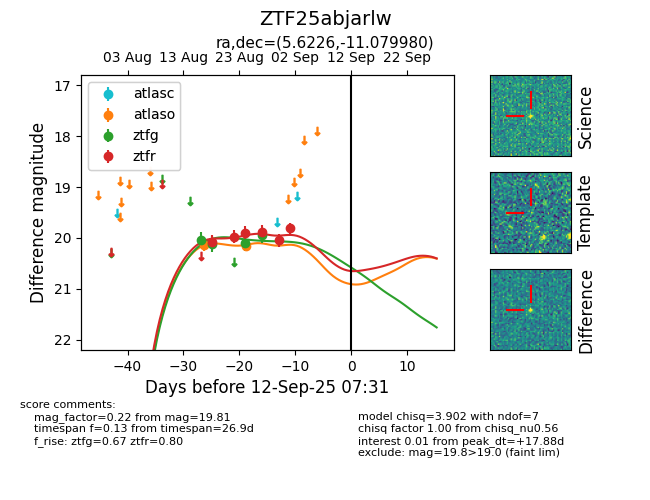 ZTF25abjarlw
ra,dec=(5.6226,-11.079980)
03 Aug 13 Aug 23 Aug 02 Sep 12 Sep 22 Sep
17
18
19
20
21
22
Difference magnitude
atlasc
atlaso
ztfg
ztfr
−40 −30 −20 −10 0 10
Days before 12-Sep-25 07:31
Science
Template
Difference
score comments:
mag_factor=0.22 from mag=19.81
timespan f=0.13 from timespan=26.9d
f_rise: ztfg=0.67 ztfr=0.80
model chisq=3.902 with ndof=7
chisq factor 1.00 from chisq_nu0.56
interest 0.01 from peak_dt=+17.88d
exclude: mag=19.8>19.0 (faint lim)